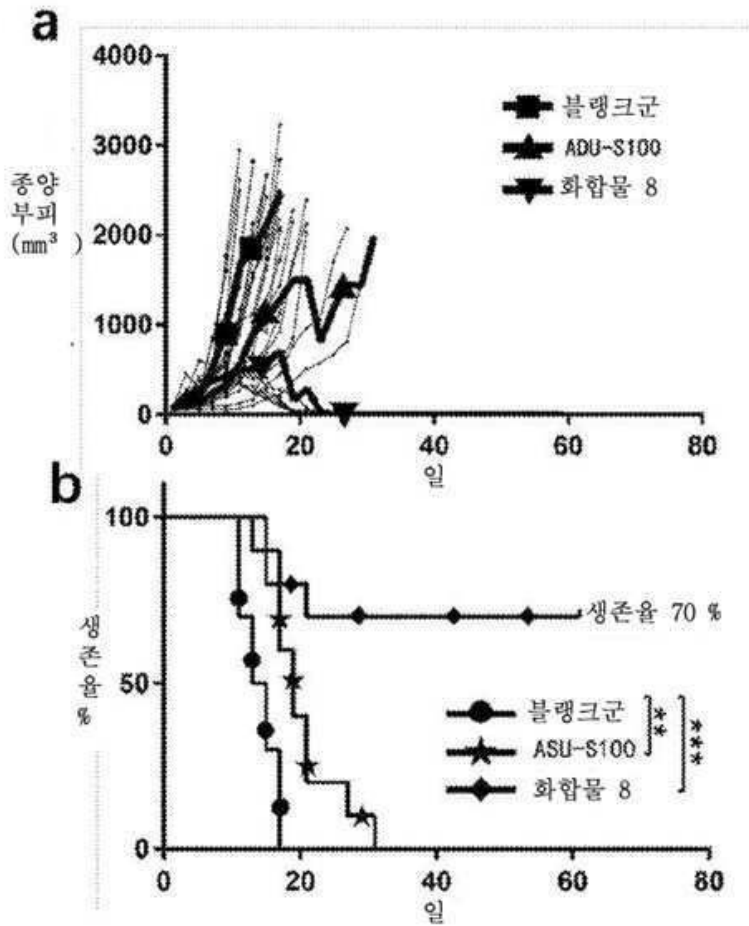 a
4000
3000
2000
1000
0
종양
부피
(mm³ )
블랭크군
ADU-S100
화합물 8
0 20 40 60 80
일
b
100
50
0
생존율
%
생존율 70 %
블랭크군
ASU-S100
화합물 8
**
***
0 20 40 60 80
일